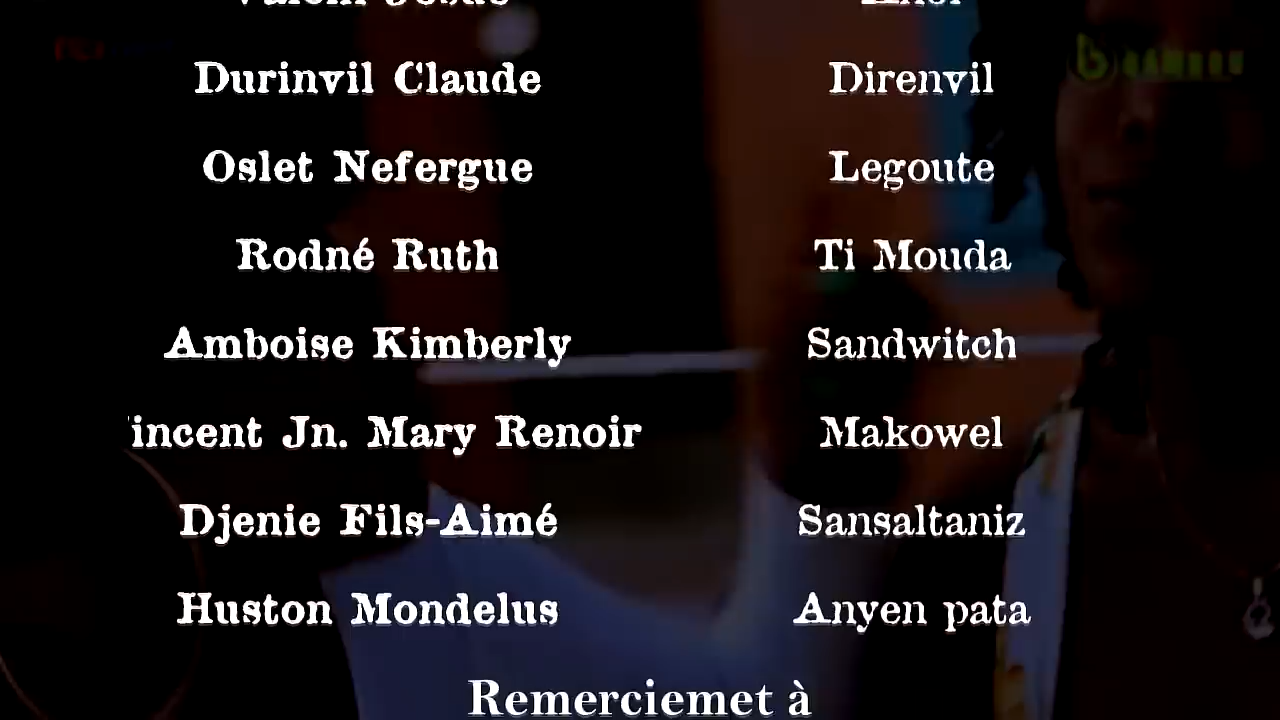 Durinvil Claude Direnvil
Oslet Nefergue Legoute
Rodné Ruth Ti Mouda
Amboise Kimberly Sandwitch
incent Jn. Mary Renoir Makowel
Djenie Fils-Aimé Sansaltaniz
Huston Mondelus Anyen pata
Remerciemet à